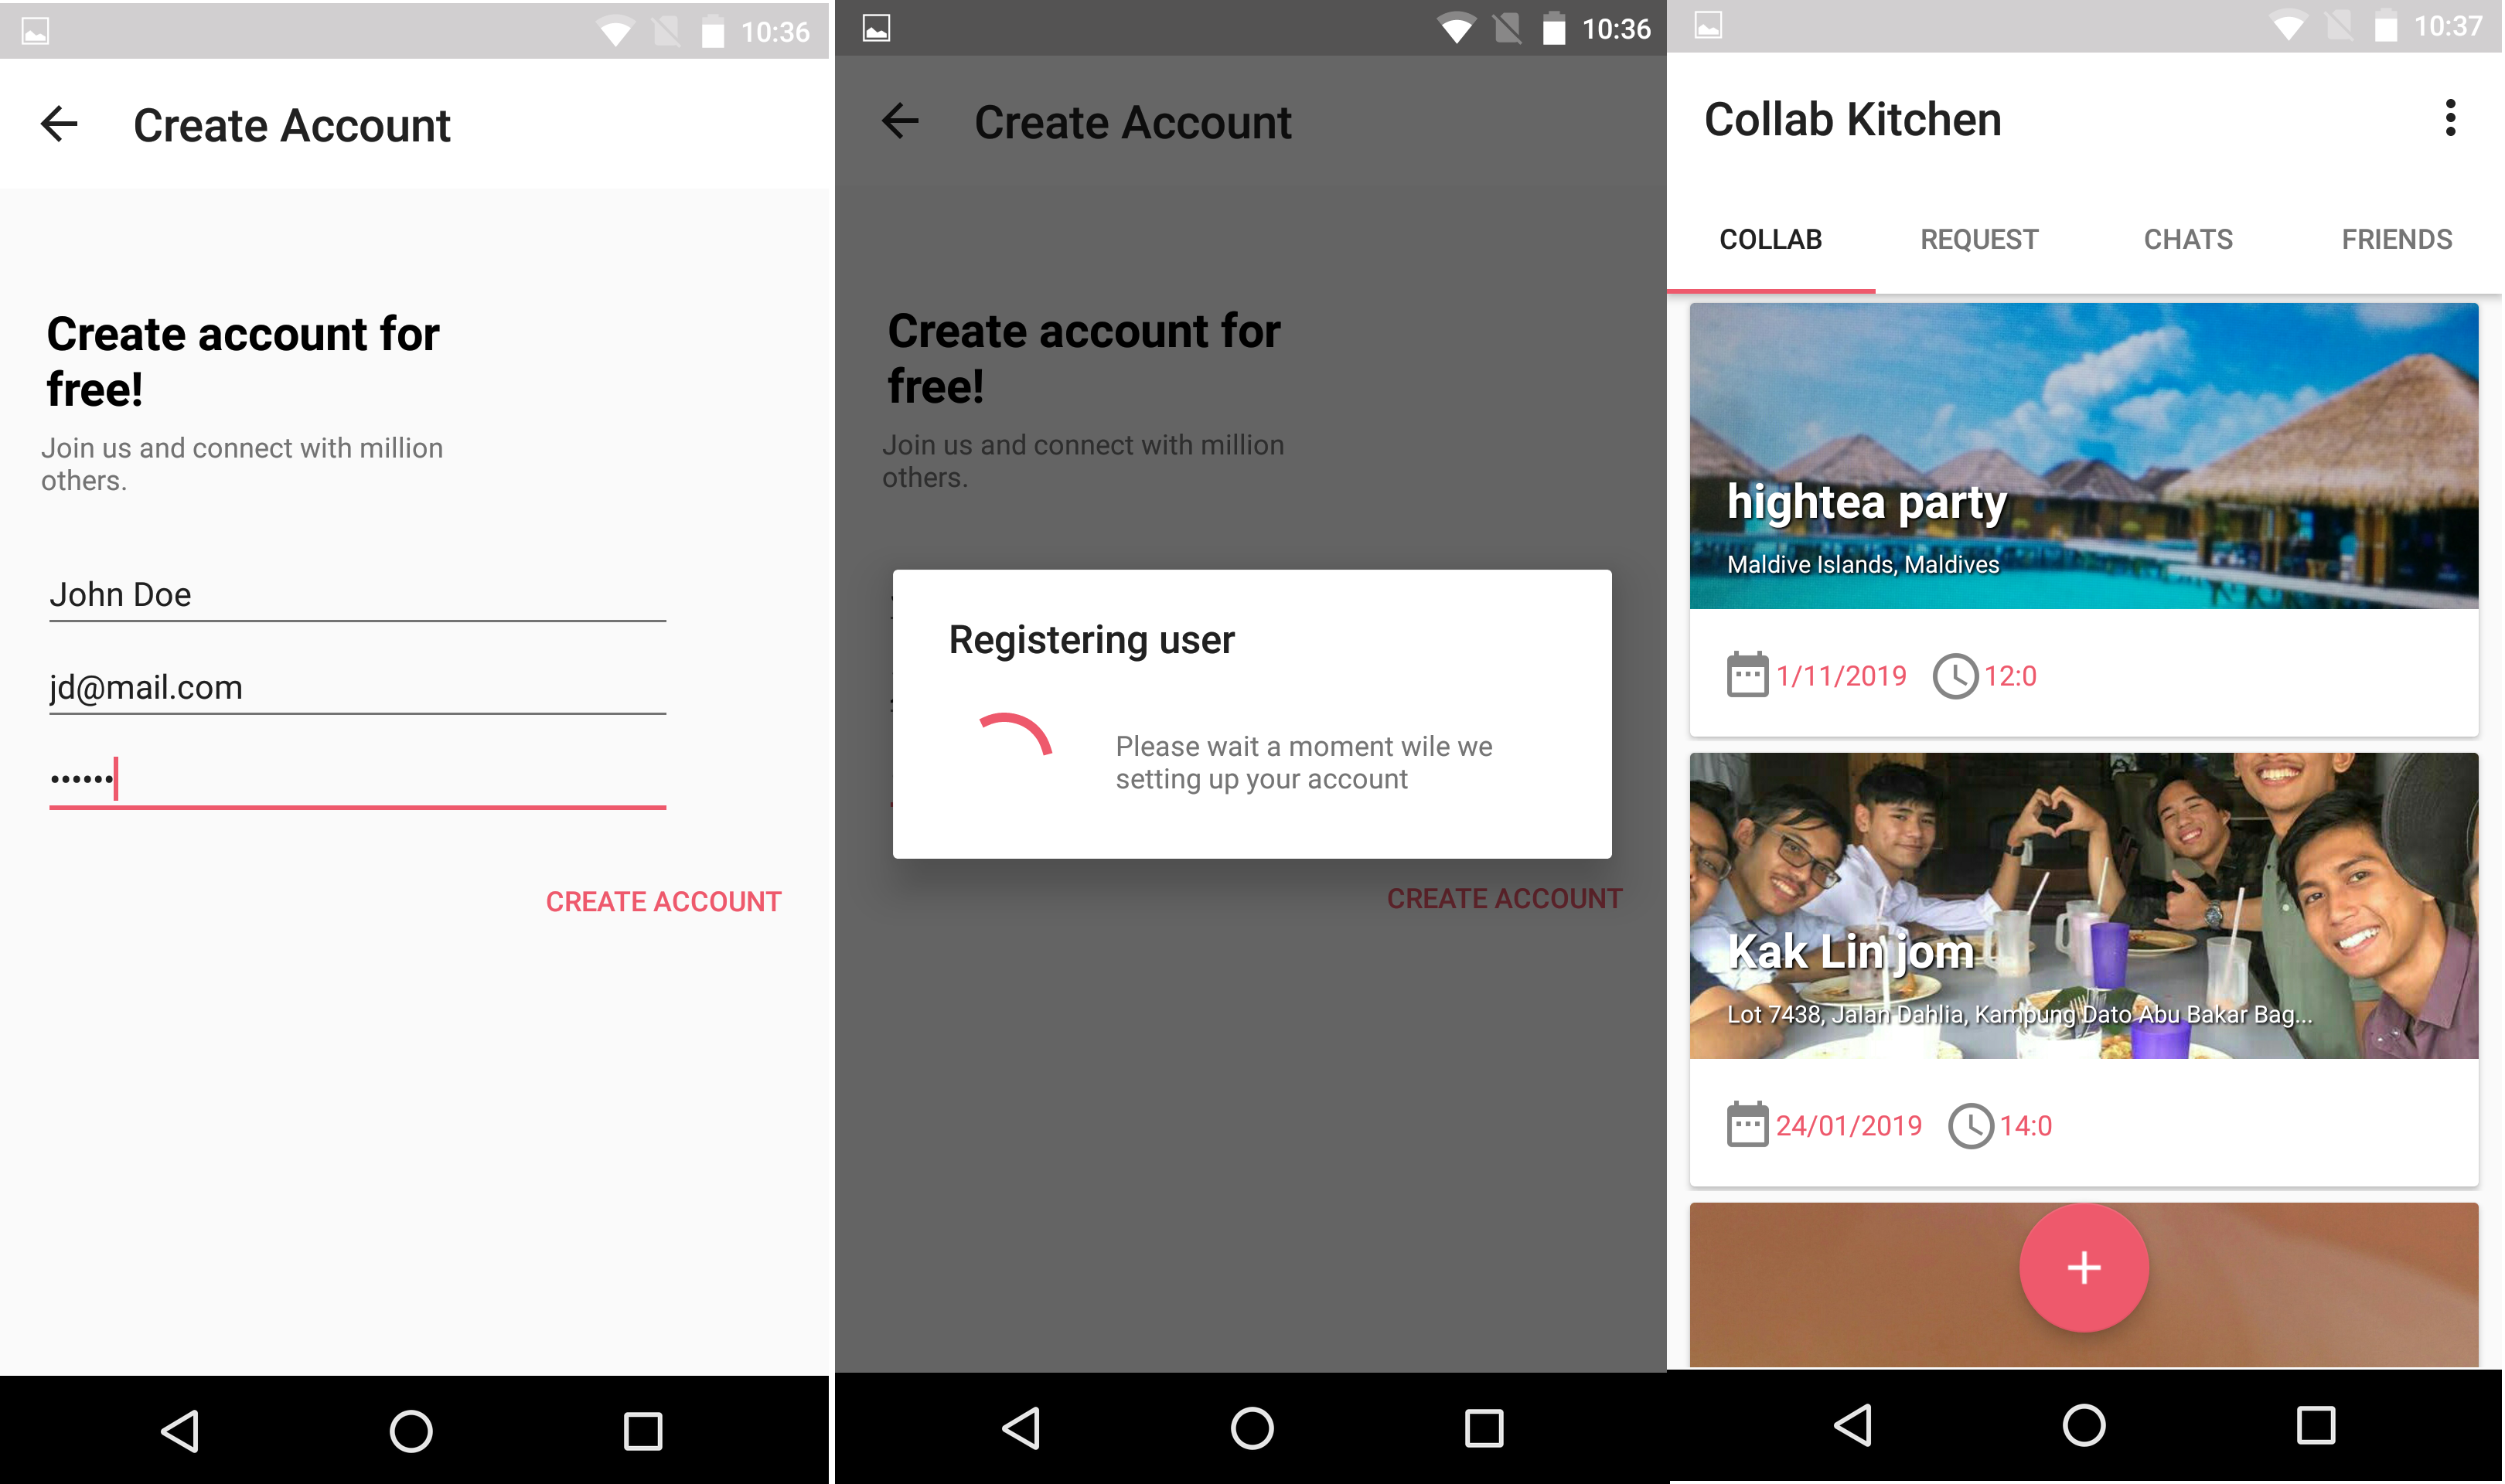 10:36
Create Account
Create account for
free!
Join us and connect with million
others.
John Doe
jd@mail.com
••••••
CREATE ACCOUNT
10:36
Create Account
Create account for
free!
Join us and connect with million
others.
Registering user
Please wait a moment wile we
setting up your account
CREATE ACCOUNT
10:37
Collab Kitchen
COLLAB REQUEST CHATS FRIENDS
hightea party
Maldive Islands, Maldives
1/11/2019 12:0
Kak Lin jom
Lot 7438, Jalan Dahlia, Kampung Dato Abu Bakar Bag...
24/01/2019 14:0